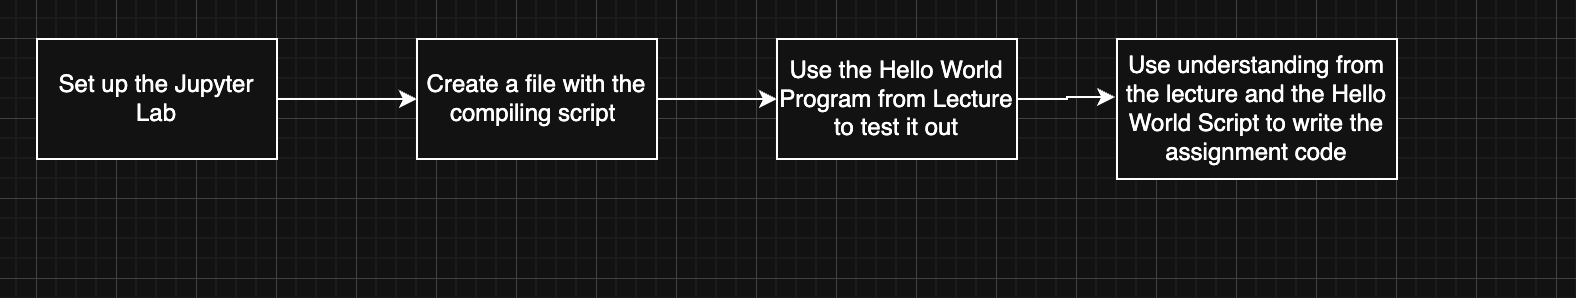 Set up the Jupyter
Lab
Create a file with the
compiling script
Use the Hello World
Program from Lecture
to test it out
Use understanding from
the lecture and the Hello
World Script to write the
assignment code